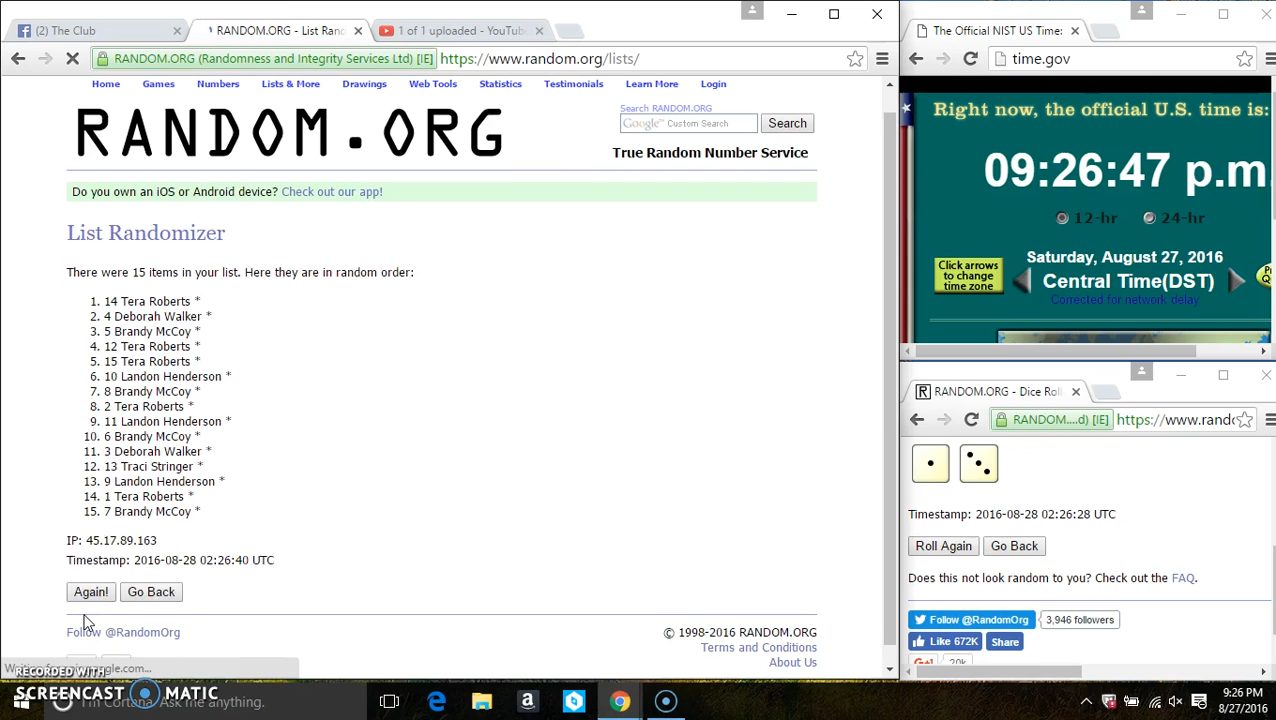 (2) The Club
RANDOM.ORG - List Ran
1 of 1 uploaded - YouTub
RANDOM.ORG (Randomness and Integrity Services Ltd) [IE] https://www.random.org/lists/
Home Games Numbers Lists & More Drawings Web Tools Statistics Testimonials Learn More Login
RANDOM.ORG
Search RANDOM.ORG
Google™ Custom Search Search
True Random Number Service
Do you own an iOS or Android device? Check out our app!
List Randomizer
There were 15 items in your list. Here they are in random order:
1. 14 Tera Roberts *
2. 4 Deborah Walker *
3. 5 Brandy McCoy *
4. 12 Tera Roberts *
5. 15 Tera Roberts *
6. 10 Landon Henderson *
7. 8 Brandy McCoy *
8. 2 Tera Roberts *
9. 11 Landon Henderson *
10. 6 Brandy McCoy *
11. 3 Deborah Walker *
12. 13 Traci Stringer *
13. 9 Landon Henderson *
14. 1 Tera Roberts *
15. 7 Brandy McCoy *
IP: 45.17.89.163
Timestamp: 2016-08-28 02:26:40 UTC
Again! Go Back
Follow @RandomOrg
© 1998-2016 RANDOM.ORG
Terms and Conditions
About Us
RECORDED WITH
SCREENCAST MATIC
I'm Cortana. Ask me anything.
The Official NIST US Time:
time.gov
Right now, the official U.S. time is:
09:26:47 p.m.
12-hr 24-hr
Click arrows
to change
time zone
Saturday, August 27, 2016
Central Time(DST)
Corrected for network delay
RANDOM.ORG - Dice Rol
RANDOM....d) [IE] https://www.rand
Timestamp: 2016-08-28 02:26:28 UTC
Roll Again Go Back
Does this not look random to you? Check out the FAQ.
Follow @RandomOrg 3,946 followers
Like 672K Share
G+1 20k
9:26 PM
8/27/2016